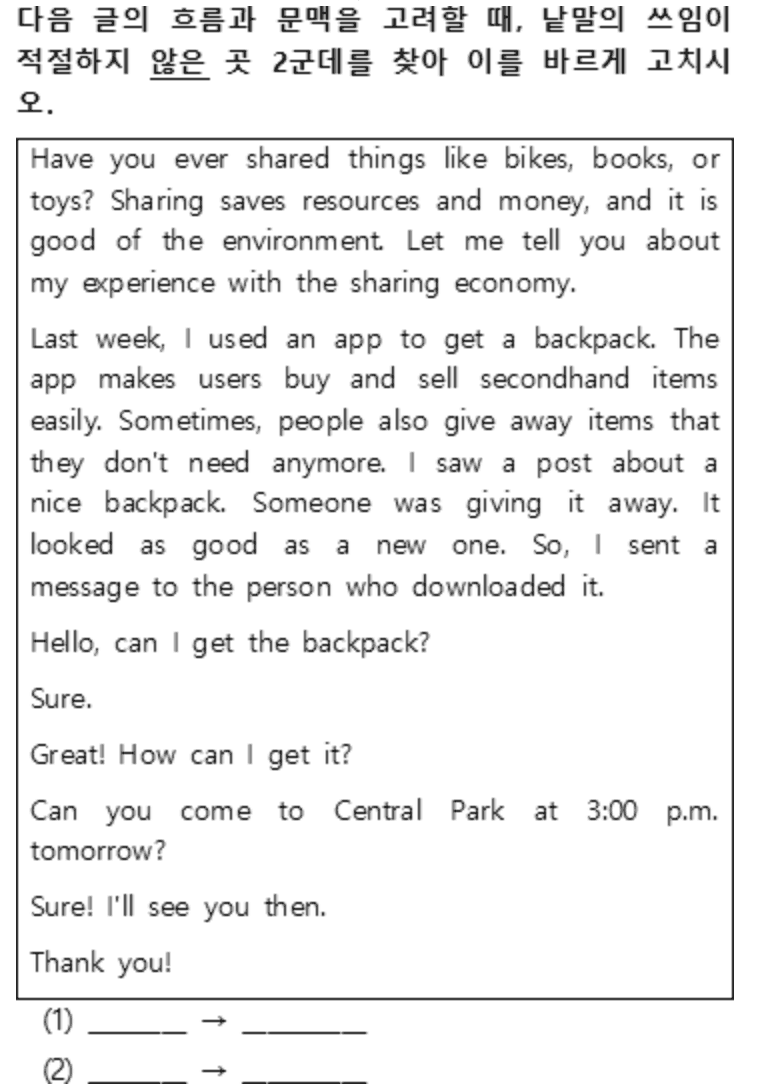 다음 글의 흐름과 문맥을 고려할 때, 낱말의 쓰임이
적절하지 않은 곳 2군데를 찾아 이를 바르게 고치시
오.
Have you ever shared things like bikes, books, or
toys? Sharing saves resources and money, and it is
good of the environment. Let me tell you about
my experience with the sharing economy.
Last week, I used an app to get a backpack. The
app makes users buy and sell secondhand items
easily. Sometimes, people also give away items that
they don't need anymore. I saw a post about a
nice backpack. Someone was giving it away. It
looked as good as a new one. So, I sent a
message to the person who downloaded it.
Hello, can I get the backpack?
Sure.
Great! How can I get it?
Can you come to Central Park at 3:00 p.m.
tomorrow?
Sure! I'll see you then.
Thank you!
(1) ________ → __________
(2) ________ → __________